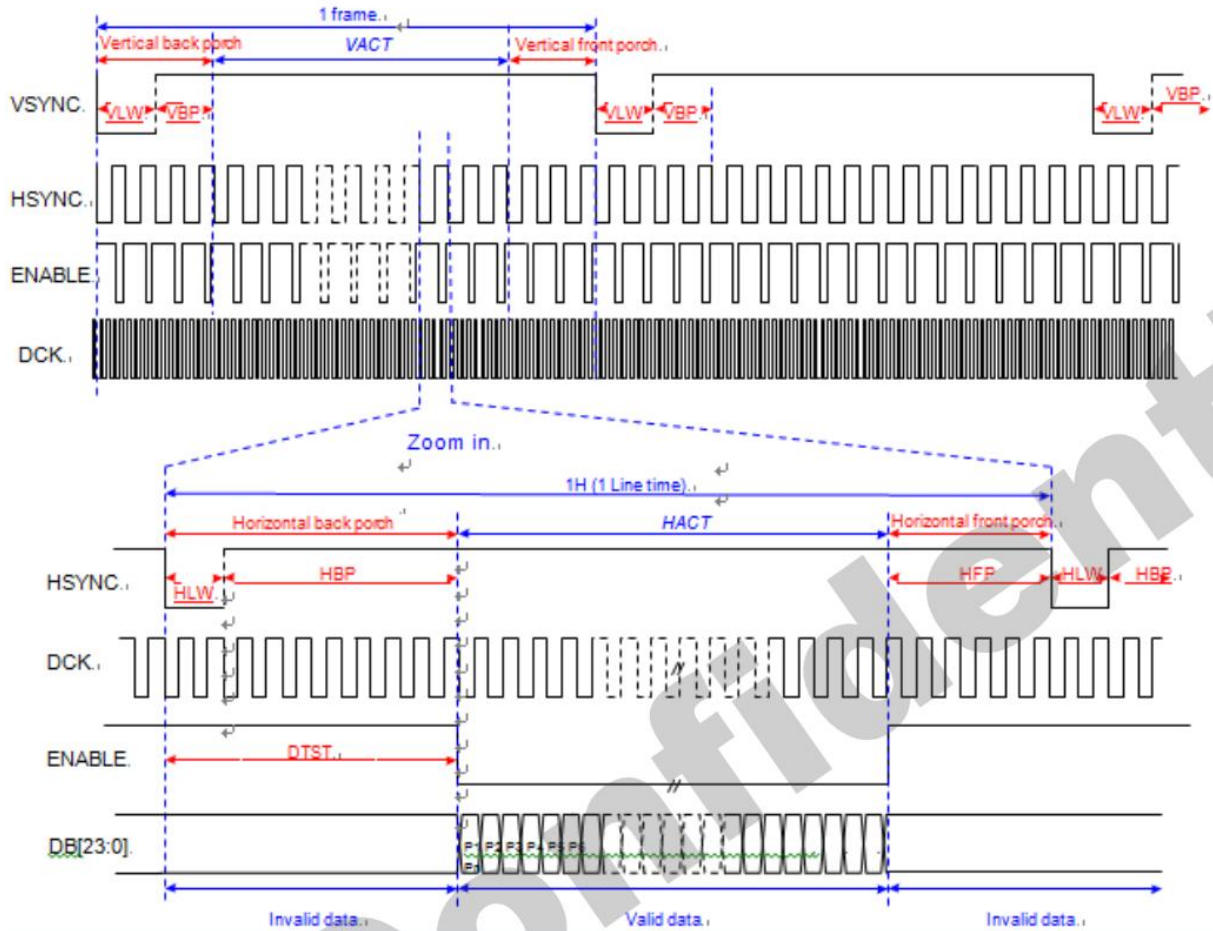 1 frame.
Vertical back porch VACT Vertical front porch.
VSYNC. VLW. VBP. VLW VBP. VLW. VBP.
HSYNC.
ENABLE.
DCK.
Zoom in.
1H (1 Line time).
Horizontal back porch HACT Horizontal front porch.
HSYNC. HLW. HBP HFP HLW HBP.
DCK.
ENABLE. DTST.
DB[23:0]. P1 P2 P3 P4 P5 P6
Invalid data. Valid data. Invalid data.
Confident